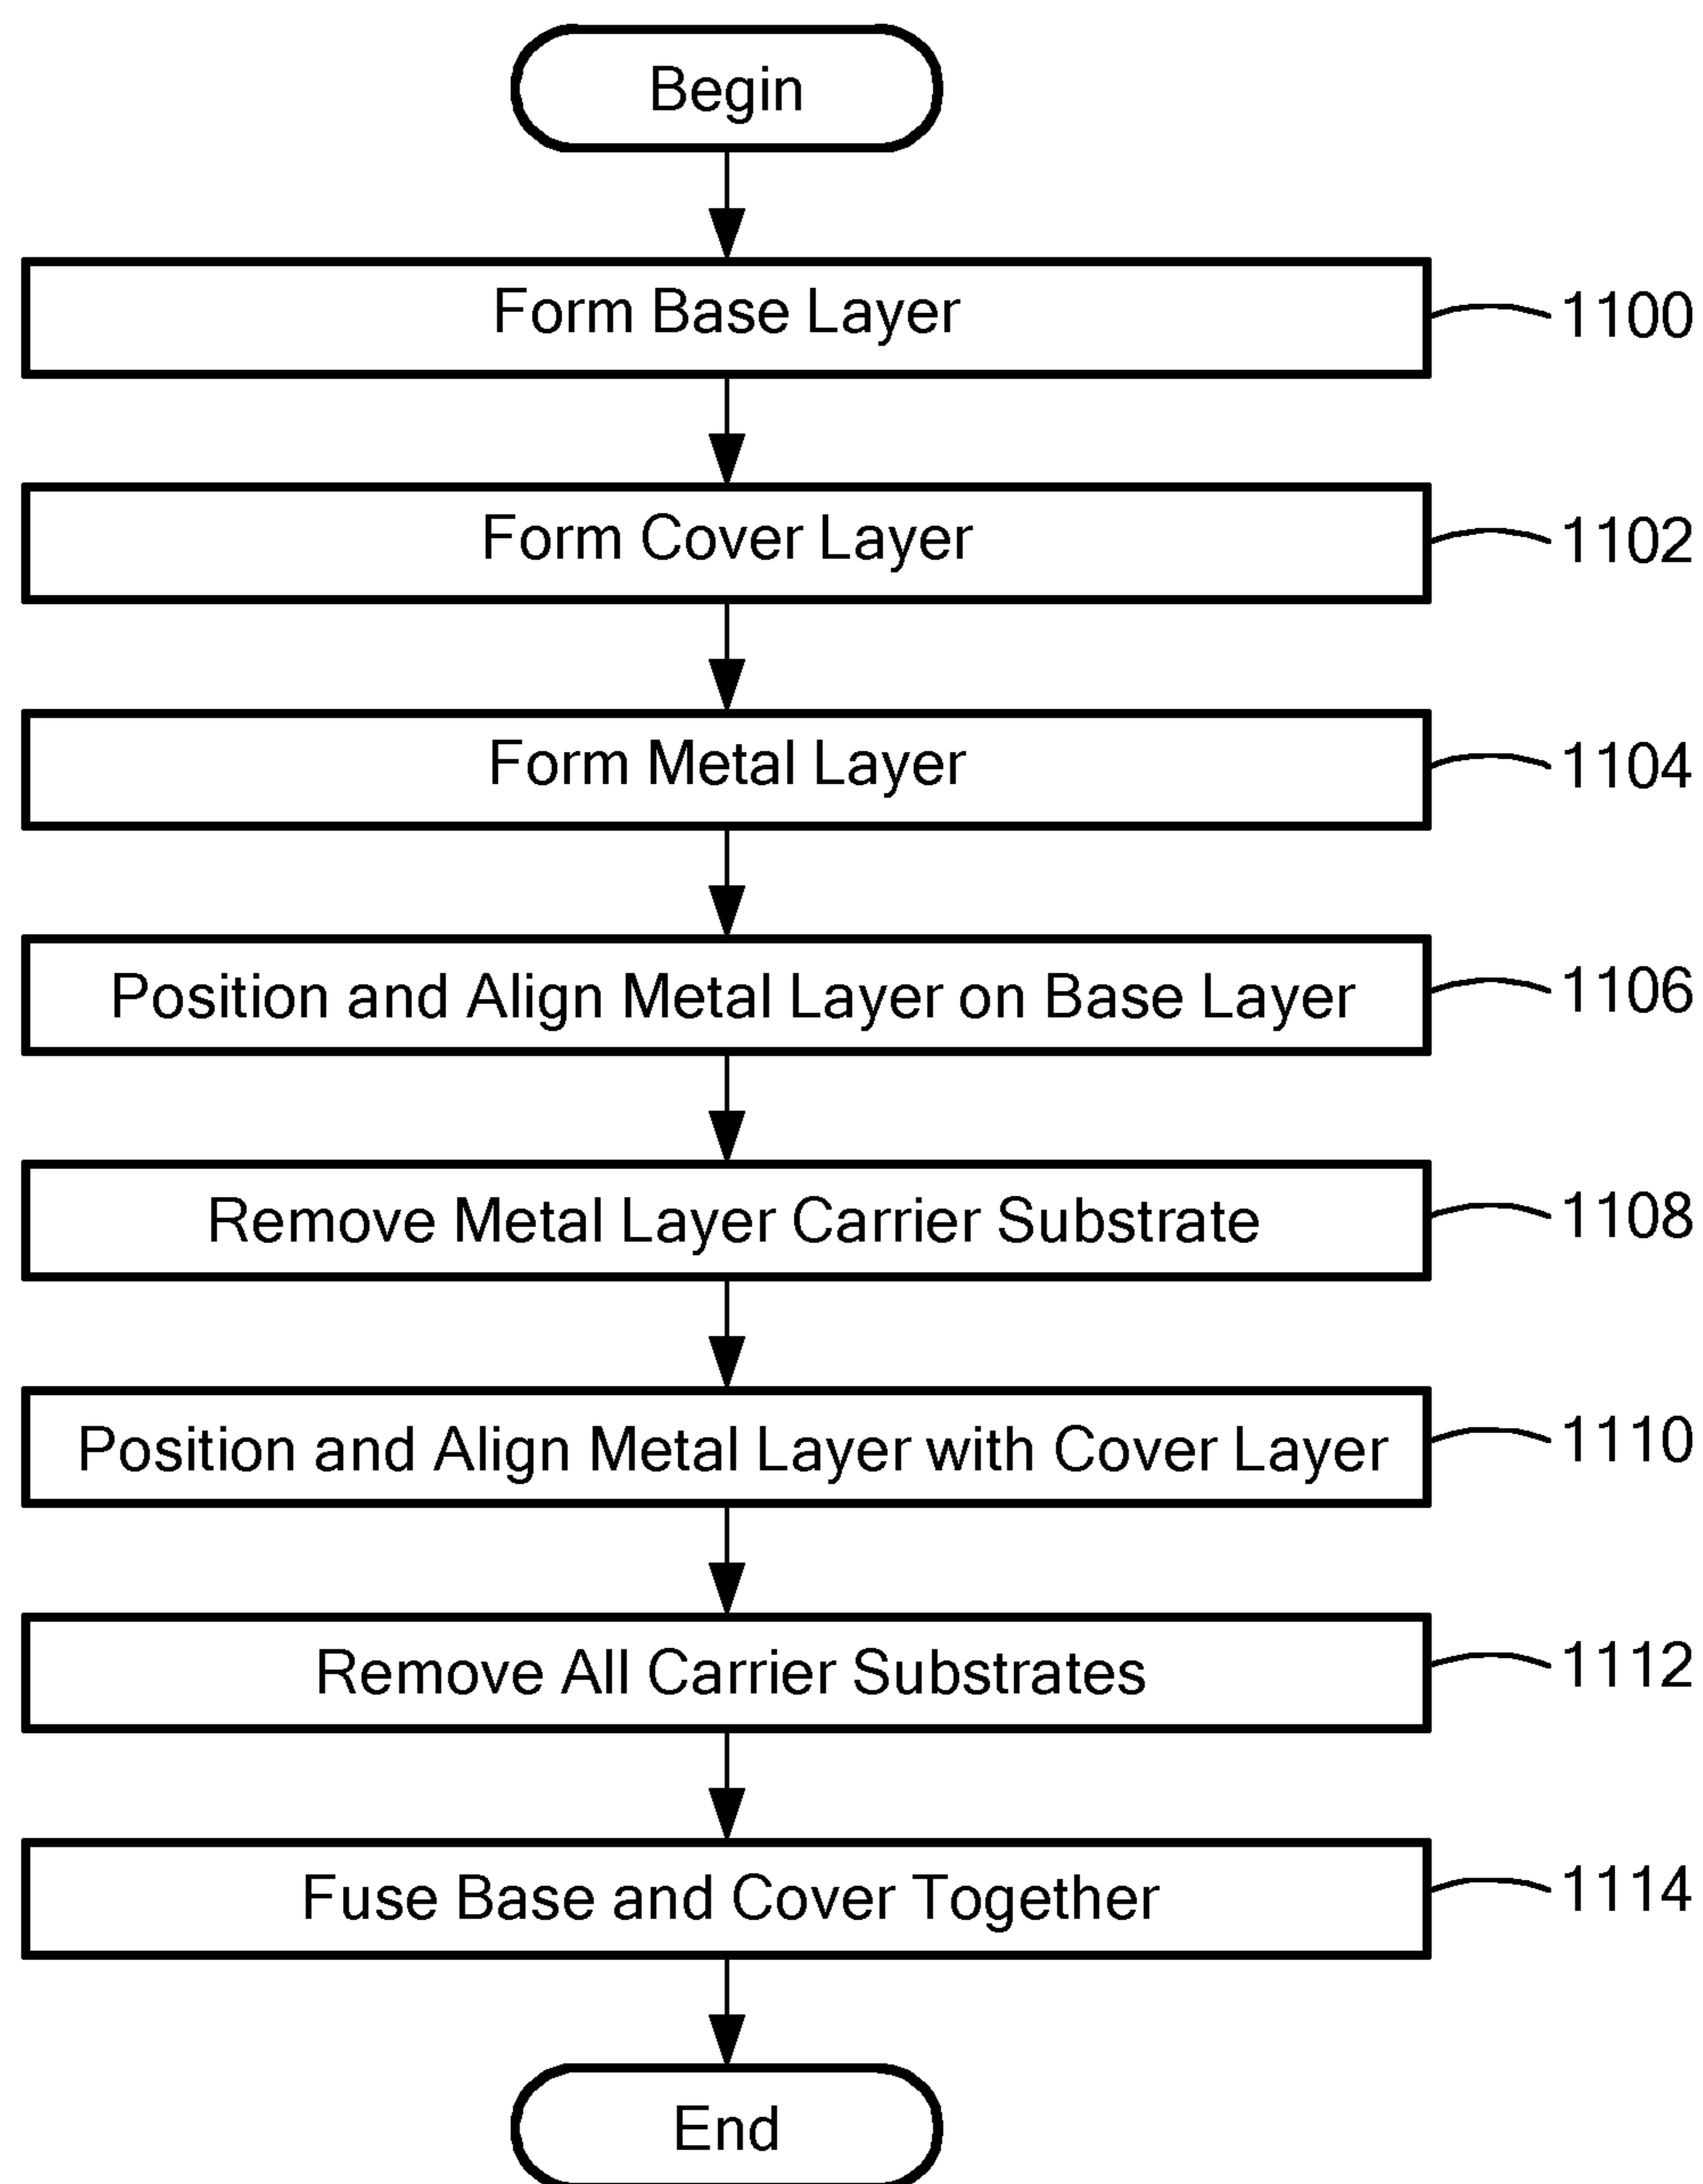 Begin
Form Base Layer 1100
Form Cover Layer 1102
Form Metal Layer 1104
Position and Align Metal Layer on Base Layer 1106
Remove Metal Layer Carrier Substrate 1108
Position and Align Metal Layer with Cover Layer 1110
Remove All Carrier Substrates 1112
Fuse Base and Cover Together 1114
End